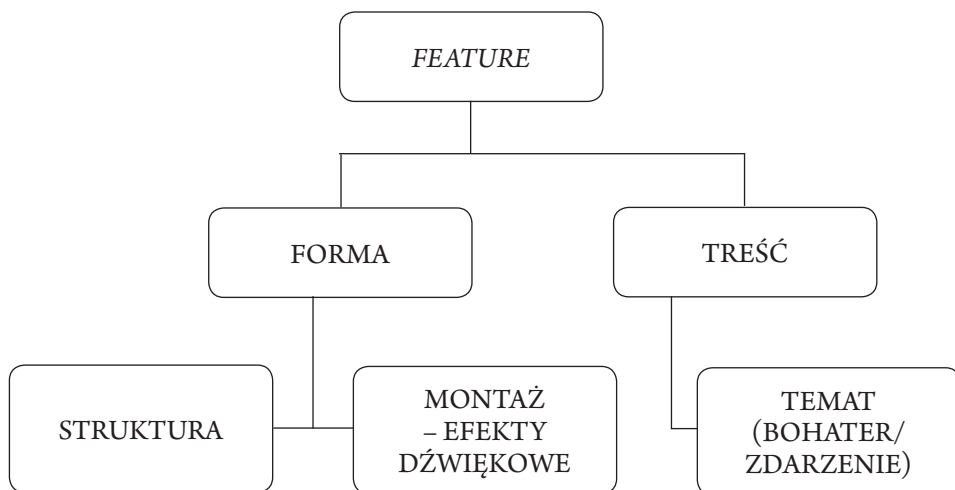 FEATURE
FORMA
TREŚĆ
STRUKTURA
MONTAŻ
– EFEKTY
DŹWIĘKOWE
TEMAT
(BOHATER/
ZDARZENIE)